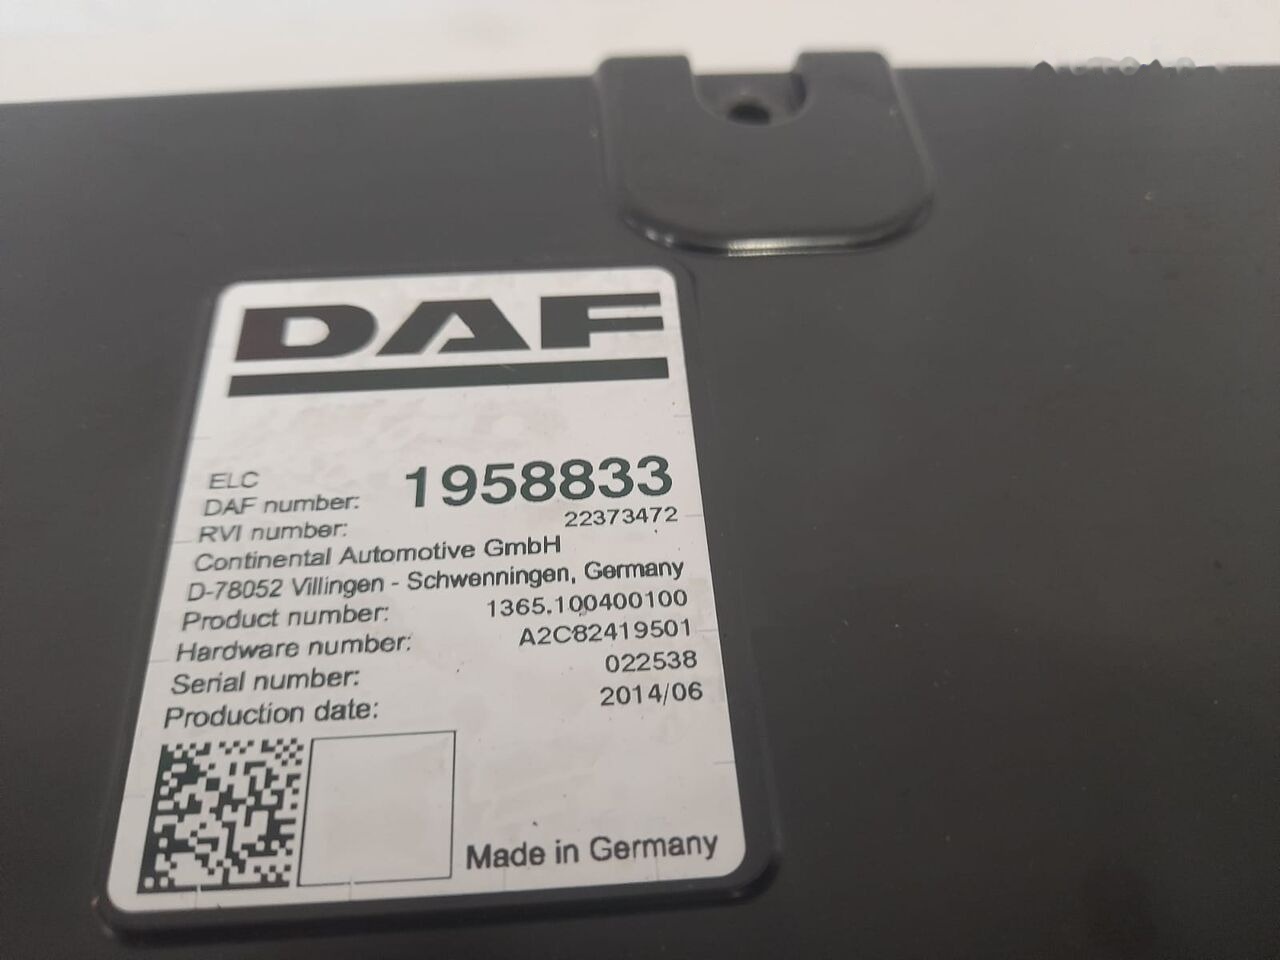 DAF
ELC
DAF number: 1958833
RVI number: 22373472
Continental Automotive GmbH
D-78052 Villingen - Schwenningen, Germany
Product number: 1365.100400100
Hardware number: A2C82419501
Serial number: 022538
Production date: 2014/06
Made in Germany